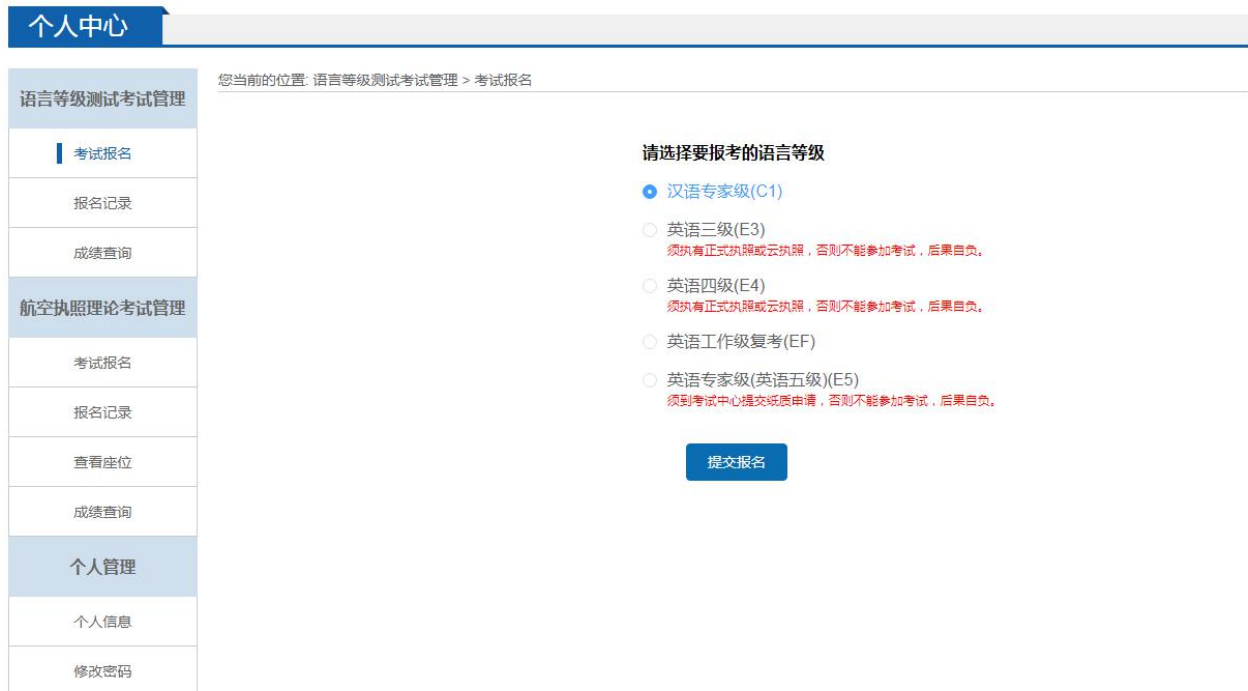 个人中心
语言等级测试考试管理
考试报名
报名记录
成绩查询
航空执照理论考试管理
考试报名
报名记录
查看座位
成绩查询
个人管理
个人信息
修改密码
您当前的位置: 语言等级测试考试管理 > 考试报名
请选择要报考的语言等级
汉语专家级(C1)
英语三级(E3)
须执有正式执照或云执照，否则不能参加考试，后果自负。
英语四级(E4)
须执有正式执照或云执照，否则不能参加考试，后果自负。
英语工作级复考(EF)
英语专家级(英语五级)(E5)
须到考试中心提交纸质申请，否则不能参加考试，后果自负。
提交报名